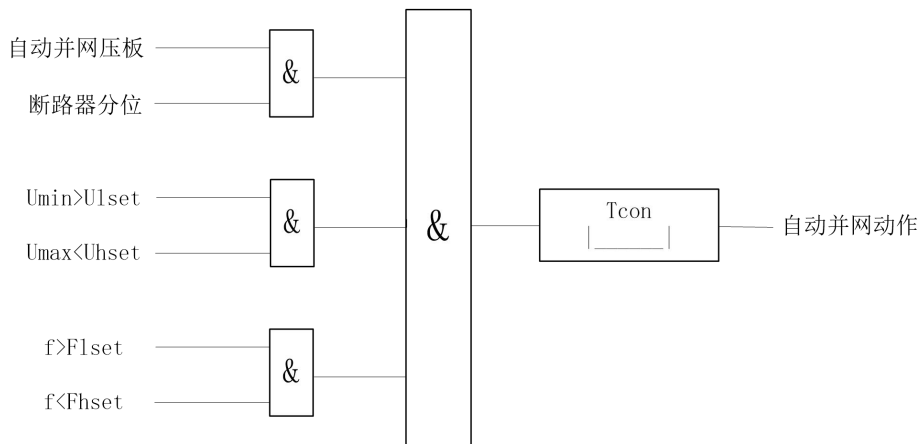 自动并网压板
&
断路器分位
Umin>Ulset
&
Umax<Uhset
f>Flset
&
f<Fhset
&
Tcon
自动并网动作